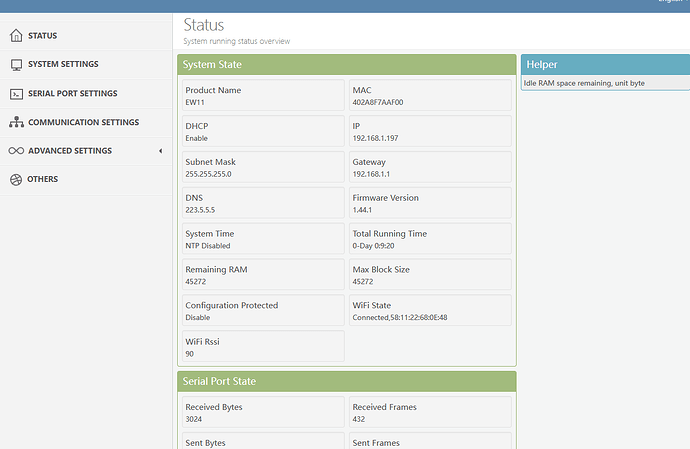 English
Status
System running status overview
STATUS
SYSTEM SETTINGS
SERIAL PORT SETTINGS
COMMUNICATION SETTINGS
ADVANCED SETTINGS
OTHERS
System State
Product Name
EW11
MAC
402A8F7AAF00
DHCP
Enable
IP
192.168.1.197
Subnet Mask
255.255.255.0
Gateway
192.168.1.1
DNS
223.5.5.5
Firmware Version
1.44.1
System Time
NTP Disabled
Total Running Time
0-Day 0:9:20
Remaining RAM
45272
Max Block Size
45272
Configuration Protected
Disable
WiFi State
Connected,58:11:22:68:0E:48
WiFi Rssi
90
Serial Port State
Received Bytes
3024
Received Frames
432
Sent Bytes
Sent Frames
Helper
Idle RAM space remaining, unit byte